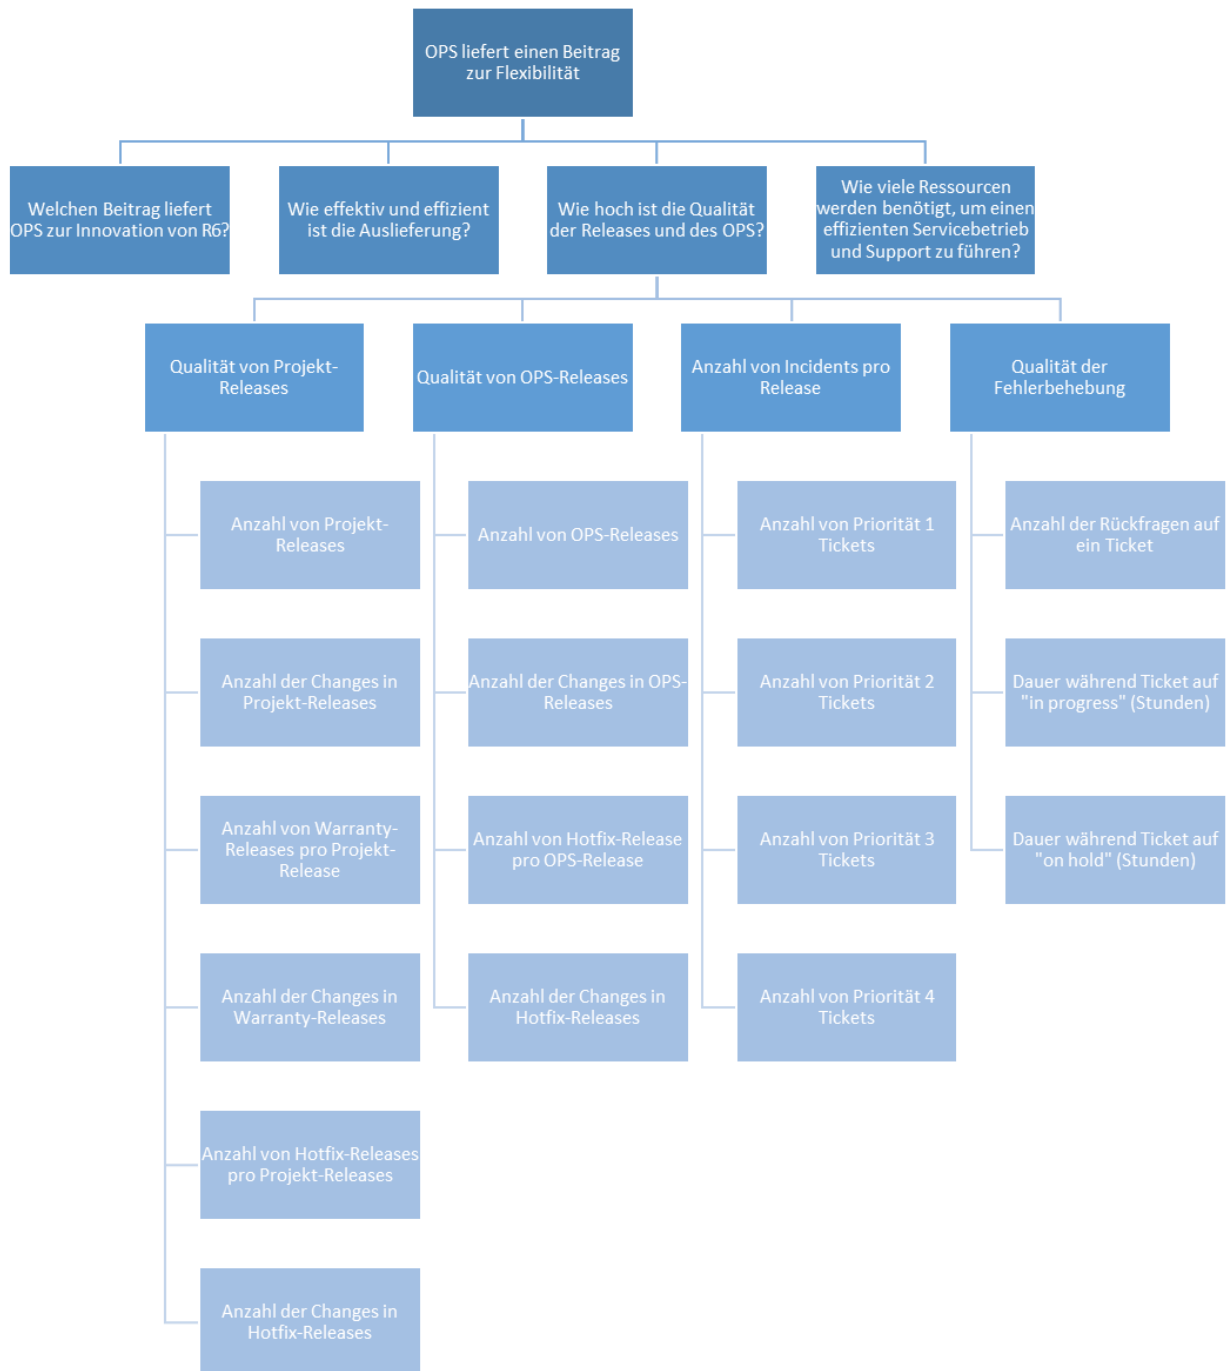 OPS liefert einen Beitrag
zur Flexibilität
Welchen Beitrag liefert
OPS zur Innovation von R6?
Wie effektiv und effizient
ist die Auslieferung?
Wie hoch ist die Qualität
der Releases und des OPS?
Wie viele Ressourcen
werden benötigt, um einen
effizienten Servicebetrieb
und Support zu führen?
Qualität von Projekt-
Releases
Qualität von OPS-Releases
Anzahl von Incidents pro
Release
Qualität der
Fehlerbehebung
Anzahl von Projekt-
Releases
Anzahl der Changes in
Projekt-Releases
Anzahl von Warranty-
Releases pro Projekt-
Release
Anzahl der Changes in
Warranty-Releases
Anzahl von Hotfix-Releases
pro Projekt-Releases
Anzahl der Changes in
Hotfix-Releases
Anzahl von OPS-Releases
Anzahl der Changes in OPS-
Releases
Anzahl von Hotfix-Release
pro OPS-Release
Anzahl der Changes in
Hotfix-Releases
Anzahl von Priorität 1
Tickets
Anzahl von Priorität 2
Tickets
Anzahl von Priorität 3
Tickets
Anzahl von Priorität 4
Tickets
Anzahl der Rückfragen auf
ein Ticket
Dauer während Ticket auf
"in progress" (Stunden)
Dauer während Ticket auf
"on hold" (Stunden)